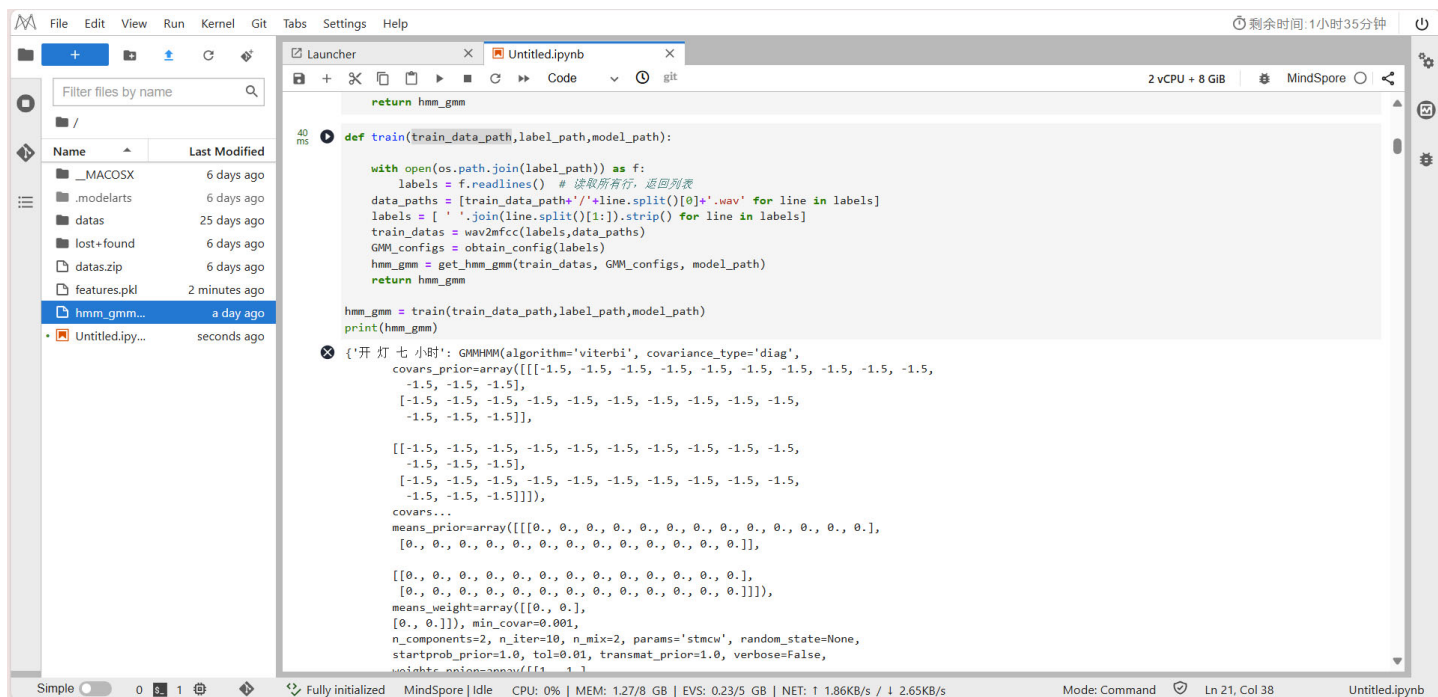 File Edit View Run Kernel Git Tabs Settings Help
剩余时间:1小时35分钟
Launcher
Untitled.ipynb
Code
git
2 vCPU + 8 GiB
MindSpore
Filter files by name
/
Name Last Modified
__MACOSX 6 days ago
.modelarts 6 days ago
datas 25 days ago
lost+found 6 days ago
datas.zip 6 days ago
features.pkl 2 minutes ago
hmm_gmm... a day ago
Untitled.ipy... seconds ago
return hmm_gmm
40
ms
def train(train_data_path,label_path,model_path):
with open(os.path.join(label_path)) as f:
labels = f.readlines() # 读取所有行，返回列表
data_paths = [train_data_path+'/'+line.split()[0]+'.wav' for line in labels]
labels = [ ' '.join(line.split()[1:]).strip() for line in labels]
train_datas = wav2mfcc(labels,data_paths)
GMM_configs = obtain_config(labels)
hmm_gmm = get_hmm_gmm(train_datas, GMM_configs, model_path)
return hmm_gmm
hmm_gmm = train(train_data_path,label_path,model_path)
print(hmm_gmm)
{'开 灯 七 小时': GMMHMM(algorithm='viterbi', covariance_type='diag',
covars_prior=array([[[-1.5, -1.5, -1.5, -1.5, -1.5, -1.5, -1.5, -1.5, -1.5, -1.5,
-1.5, -1.5, -1.5],
[-1.5, -1.5, -1.5, -1.5, -1.5, -1.5, -1.5, -1.5, -1.5, -1.5,
-1.5, -1.5, -1.5]],
[[-1.5, -1.5, -1.5, -1.5, -1.5, -1.5, -1.5, -1.5, -1.5, -1.5,
-1.5, -1.5, -1.5],
[-1.5, -1.5, -1.5, -1.5, -1.5, -1.5, -1.5, -1.5, -1.5, -1.5,
-1.5, -1.5, -1.5]]]),
covars...
means_prior=array([[[0., 0., 0., 0., 0., 0., 0., 0., 0., 0., 0., 0., 0.],
[0., 0., 0., 0., 0., 0., 0., 0., 0., 0., 0., 0., 0.]],
[[0., 0., 0., 0., 0., 0., 0., 0., 0., 0., 0., 0., 0.],
[0., 0., 0., 0., 0., 0., 0., 0., 0., 0., 0., 0., 0.]]]),
means_weight=array([[0., 0.],
[0., 0.]]), min_covar=0.001,
n_components=2, n_iter=10, n_mix=2, params='stmcw', random_state=None,
startprob_prior=1.0, tol=0.01, transmat_prior=1.0, verbose=False,
weights_prior=array([[1., 1.],
Simple 0 1 Fully initialized MindSpore | Idle CPU: 0% | MEM: 1.27/8 GB | EVS: 0.23/5 GB | NET: ↑ 1.86KB/s / ↓ 2.65KB/s Mode: Command Ln 21, Col 38 Untitled.ipynb